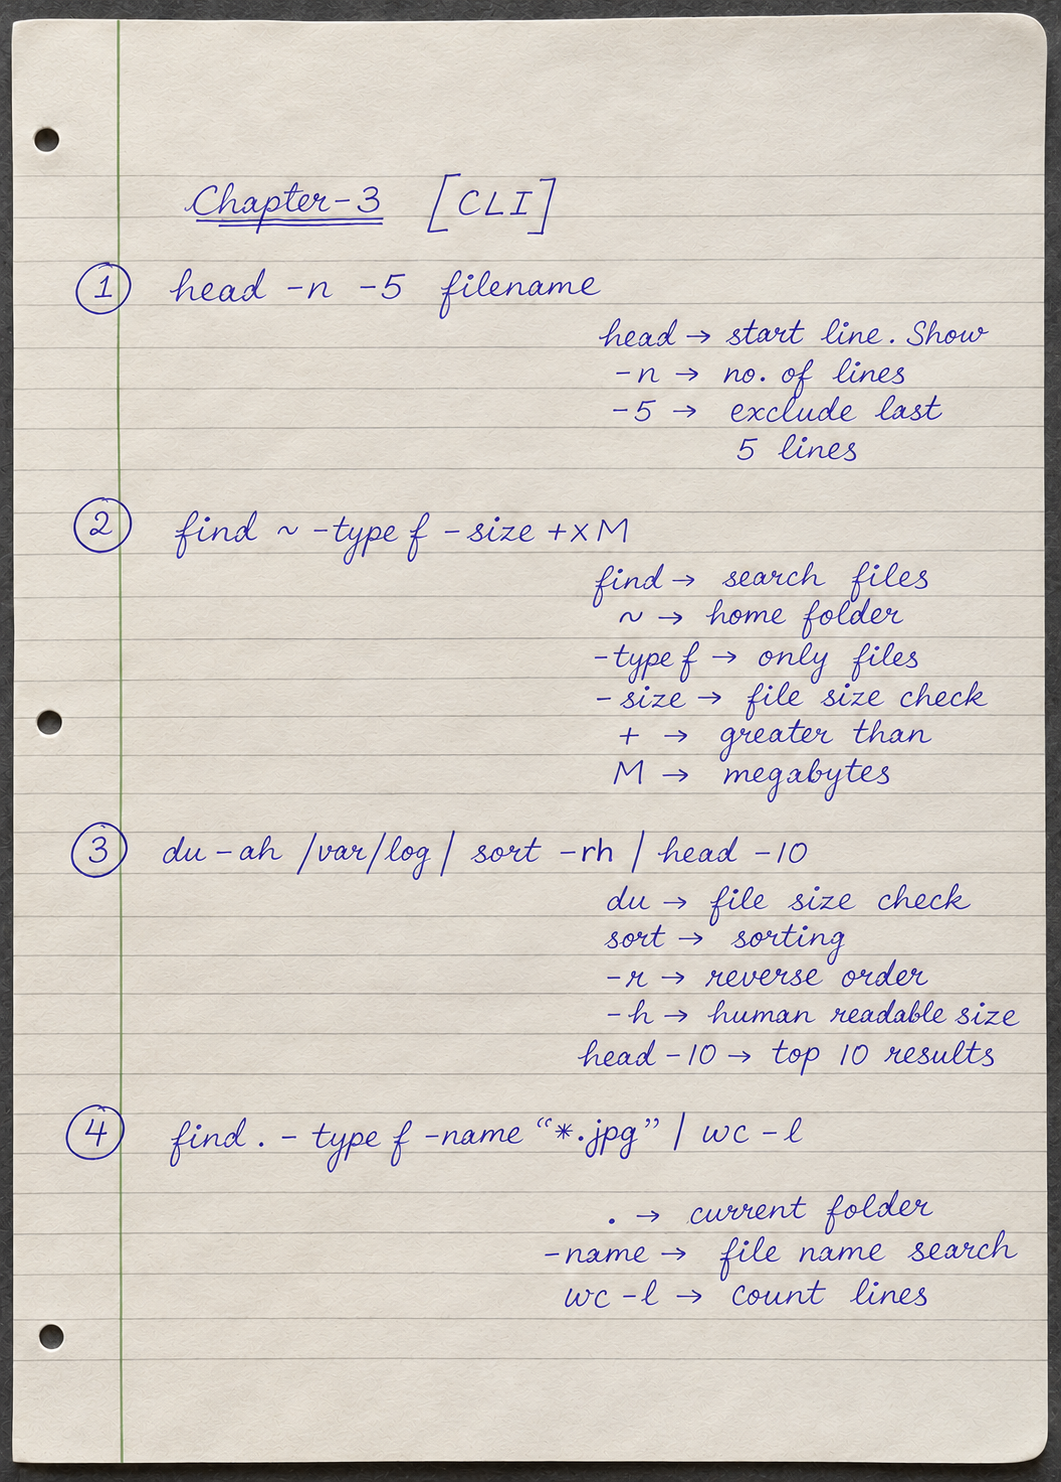 Chapter-3 [CLI]
1 head -n -5 filename
head → start line. Show
-n → no. of lines
-5 → exclude last
5 lines
2 find ~ -type f -size +xM
find → search files
~ → home folder
-type f → only files
-size → file size check
+ → greater than
M → megabytes
3 du -ah /var/log | sort -rh | head -10
du → file size check
sort → sorting
-r → reverse order
-h → human readable size
head -10 → top 10 results
4 find . - type f -name “*.jpg” | wc -l
. → current folder
-name → file name search
wc -l → count lines